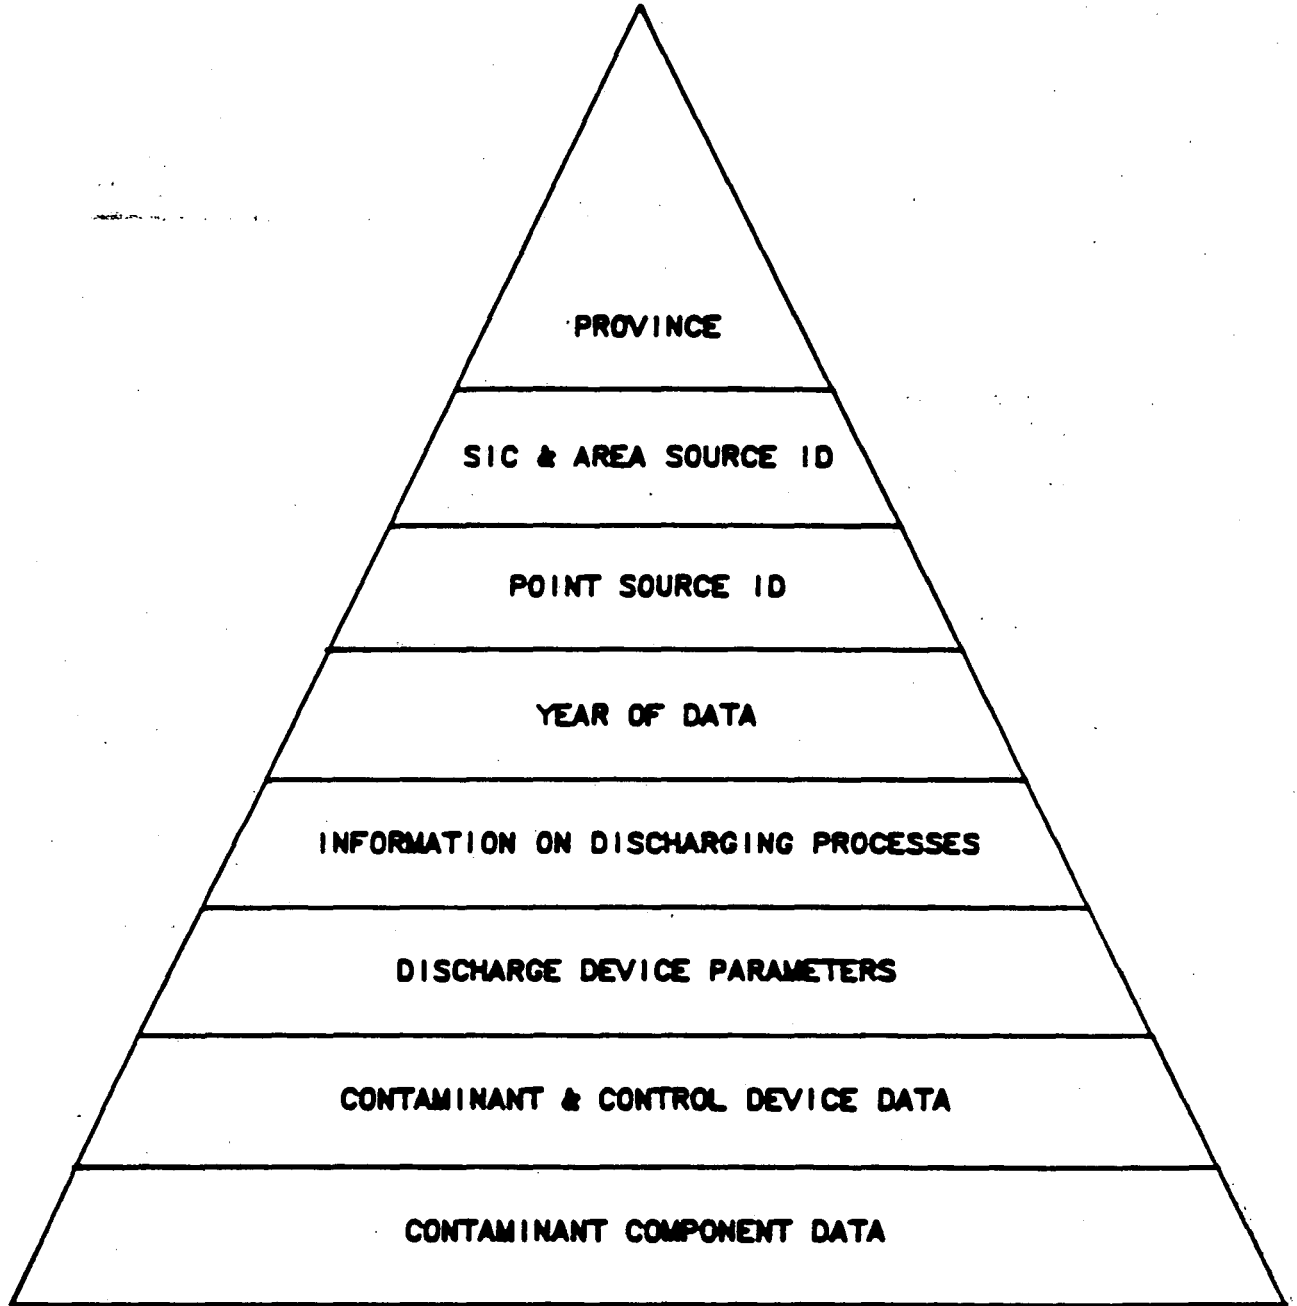 PROVINCE
SIC & AREA SOURCE ID
POINT SOURCE ID
YEAR OF DATA
INFORMATION ON DISCHARGING PROCESSES
DISCHARGE DEVICE PARAMETERS
CONTAMINANT & CONTROL DEVICE DATA
CONTAMINANT COMPONENT DATA